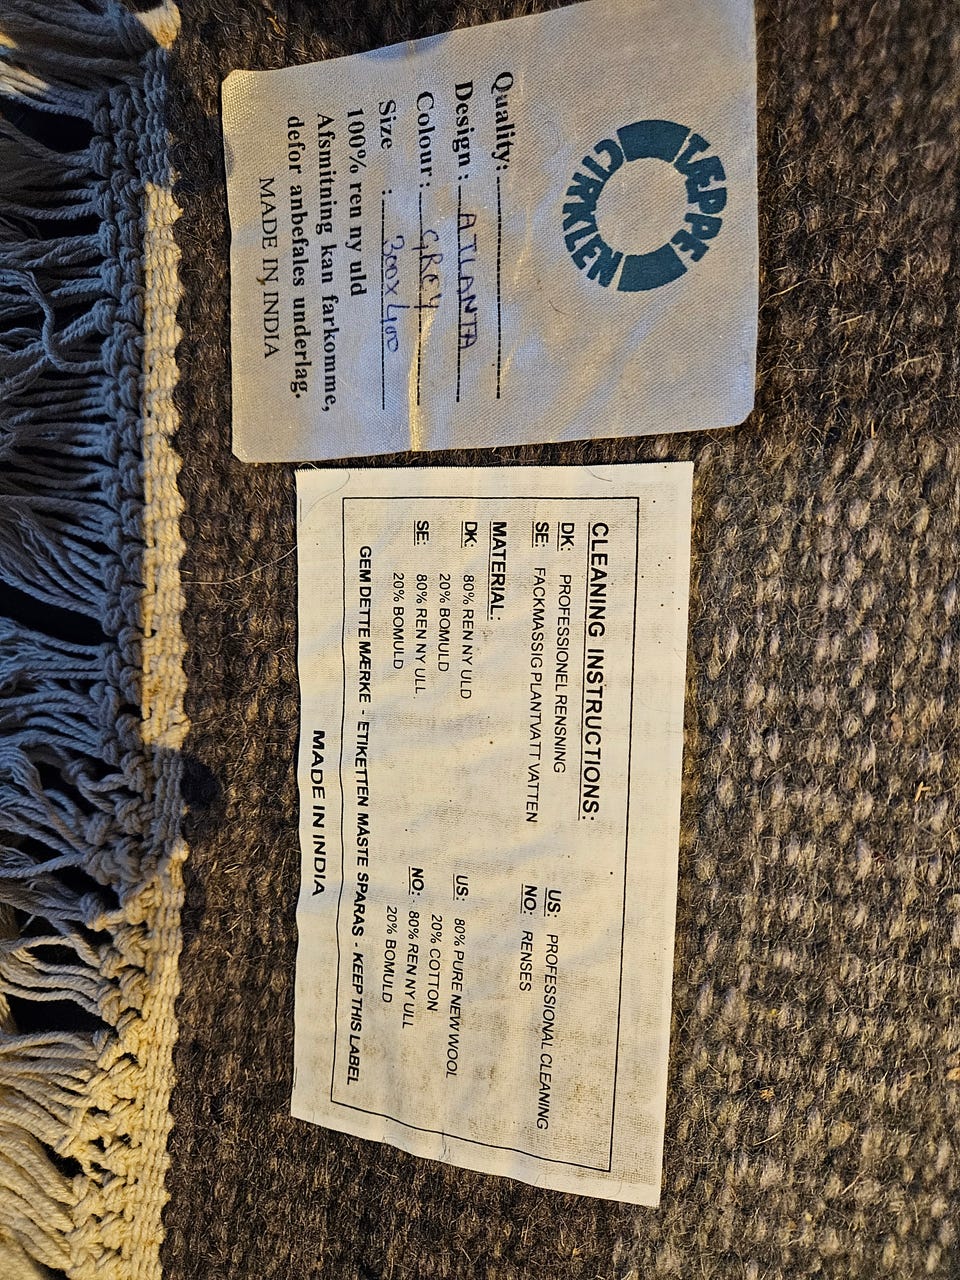 TÆPPE
CIRKLEN
Quality:
Design : ATLANTA
Colour: GREY
Size : 300x400
100% ren ny uld
Afsmitning kan farkomme,
defor anbefales underlag.
MADE IN INDIA
CLEANING INSTRUCTIONS:
DK: PROFESSIONEL RENSNING
SE: FACKMASSIG PLANTVATT VATTEN
US: PROFESSIONAL CLEANING
NO: RENSES
MATERIAL:
DK: 80% REN NY ULD
20% BOMULD
SE: 80% REN NY ULL
20% BOMULD
US: 80% PURE NEW WOOL
20% COTTON
NO: 80% REN NY ULL
20% BOMULD
GEM DETTE MÆRKE - ETIKETTEN MASTE SPARAS - KEEP THIS LABEL
MADE IN INDIA